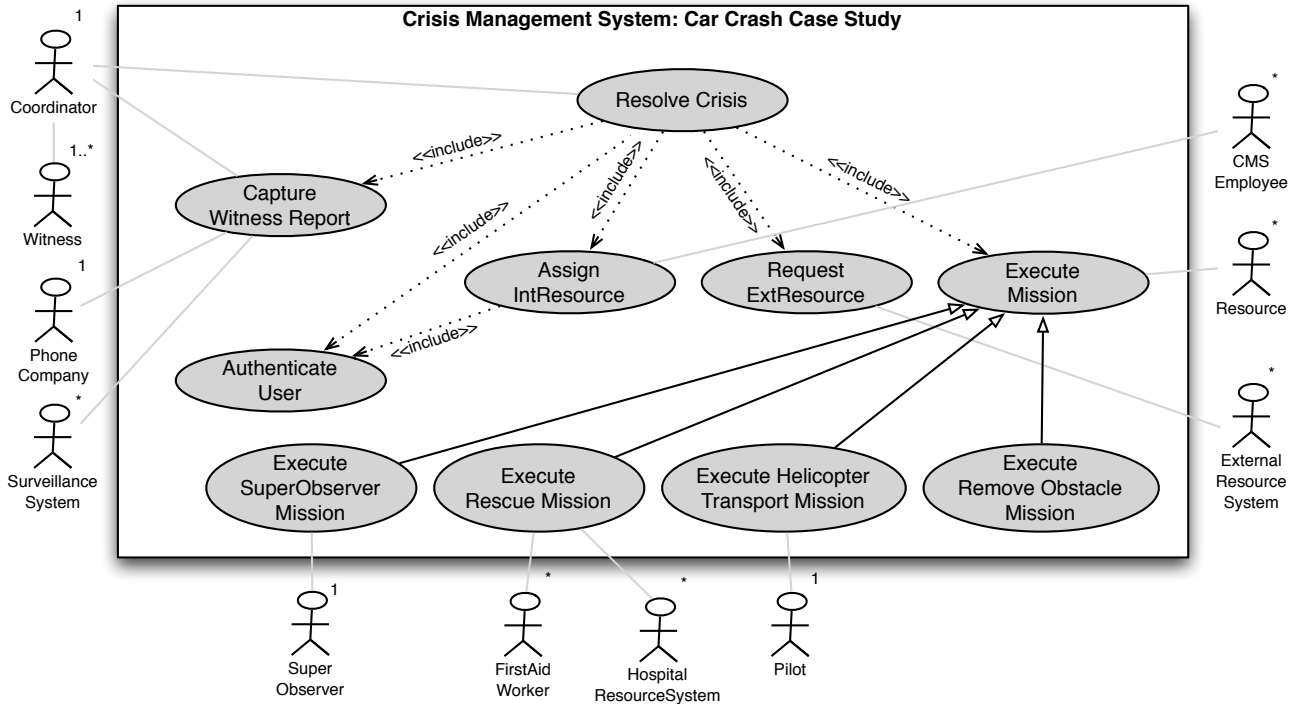 Crisis Management System: Car Crash Case Study
1
Coordinator
1..*
Witness
1
Phone
Company
*
Surveillance
System
Resolve Crisis
<<include>>
<<include>>
<<include>>
<<include>>
<<include>>
Capture
Witness Report
Assign
IntResource
Request
ExtResource
Execute
Mission
<<include>>
Authenticate
User
Execute
SuperObserver
Mission
Execute
Rescue Mission
Execute Helicopter
Transport Mission
Execute
Remove Obstacle
Mission
*
CMS
Employee
*
Resource
*
External
Resource
System
1
Super
Observer
*
FirstAid
Worker
*
Hospital
ResourceSystem
1
Pilot